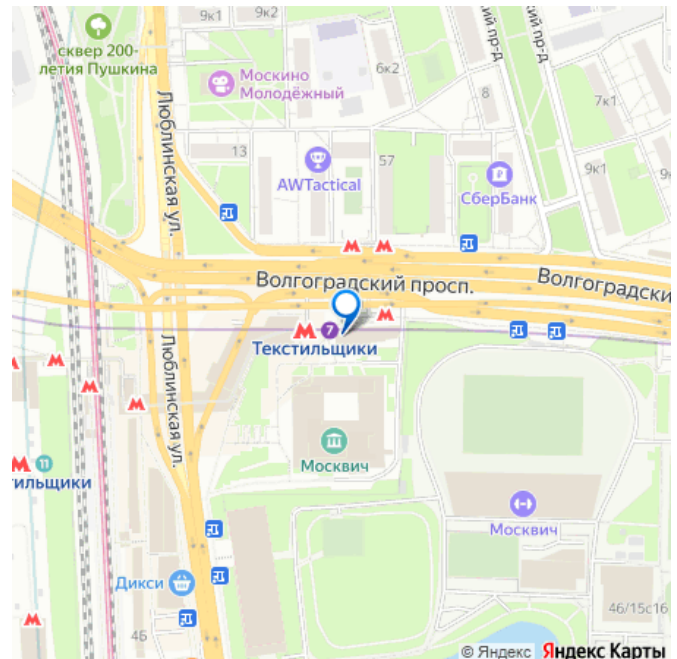 9к1
9к2
сквер 200-
летия Пушкина
Москино
Молодёжный
6к2
8
7к1
13
AWTactical
57
СберБанк
9к1
Люблинская ул.
Волгоградский просп.
Волгоградски
7
Текстильщики
Люблинская ул.
Москвич
11
тильщики
Москвич
Дикси
46
46/15с16
© Яндекс Яндекс Карты